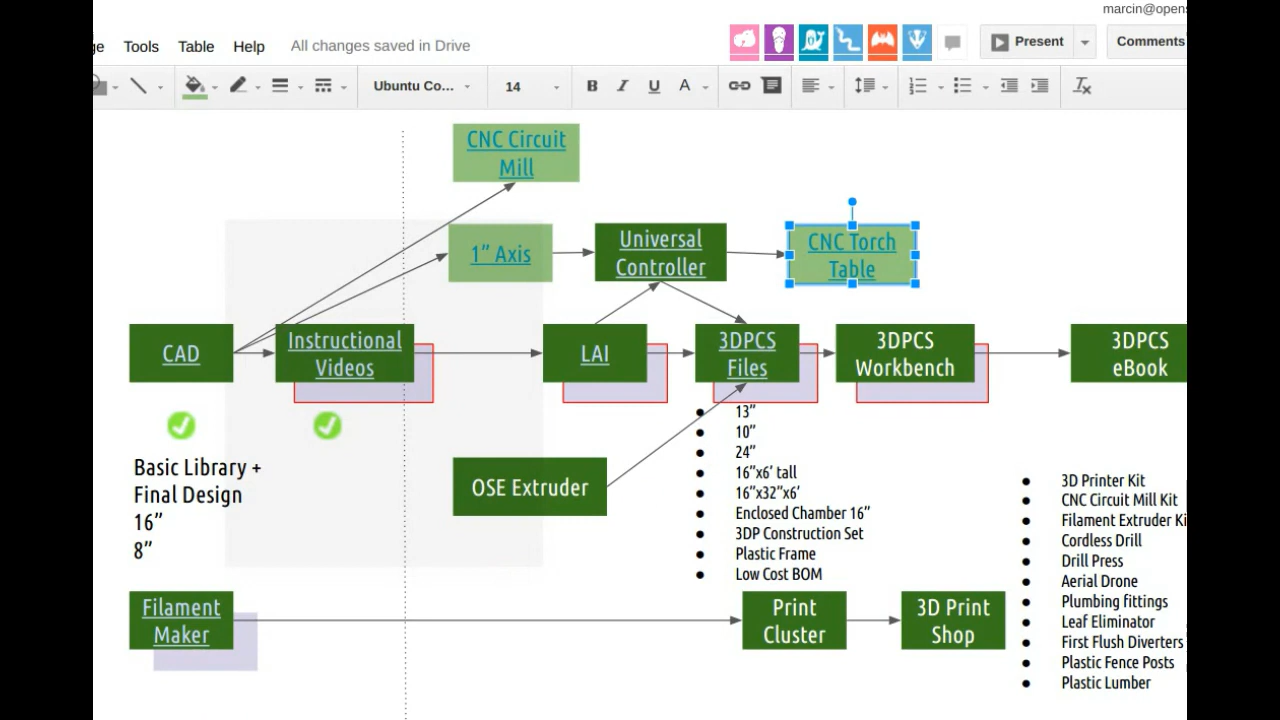 marcin@opens
ge Tools Table Help All changes saved in Drive Present Comments
Ubuntu Co... 14 B I U A
CNC Circuit
Mill
1” Axis
Universal
Controller
CNC Torch
Table
CAD
Instructional
Videos
LAI
3DPCS
Files
3DPCS
Workbench
3DPCS
eBook
Basic Library +
Final Design
16”
8”
OSE Extruder
● 13”
● 10”
● 24”
● 16”x6’ tall
● 16”x32”x6’
● Enclosed Chamber 16”
● 3DP Construction Set
● Plastic Frame
● Low Cost BOM
● 3D Printer Kit
● CNC Circuit Mill Kit
● Filament Extruder Ki
● Cordless Drill
● Drill Press
● Aerial Drone
● Plumbing fittings
● Leaf Eliminator
● First Flush Diverters
● Plastic Fence Posts
● Plastic Lumber
Filament
Maker
Print
Cluster
3D Print
Shop